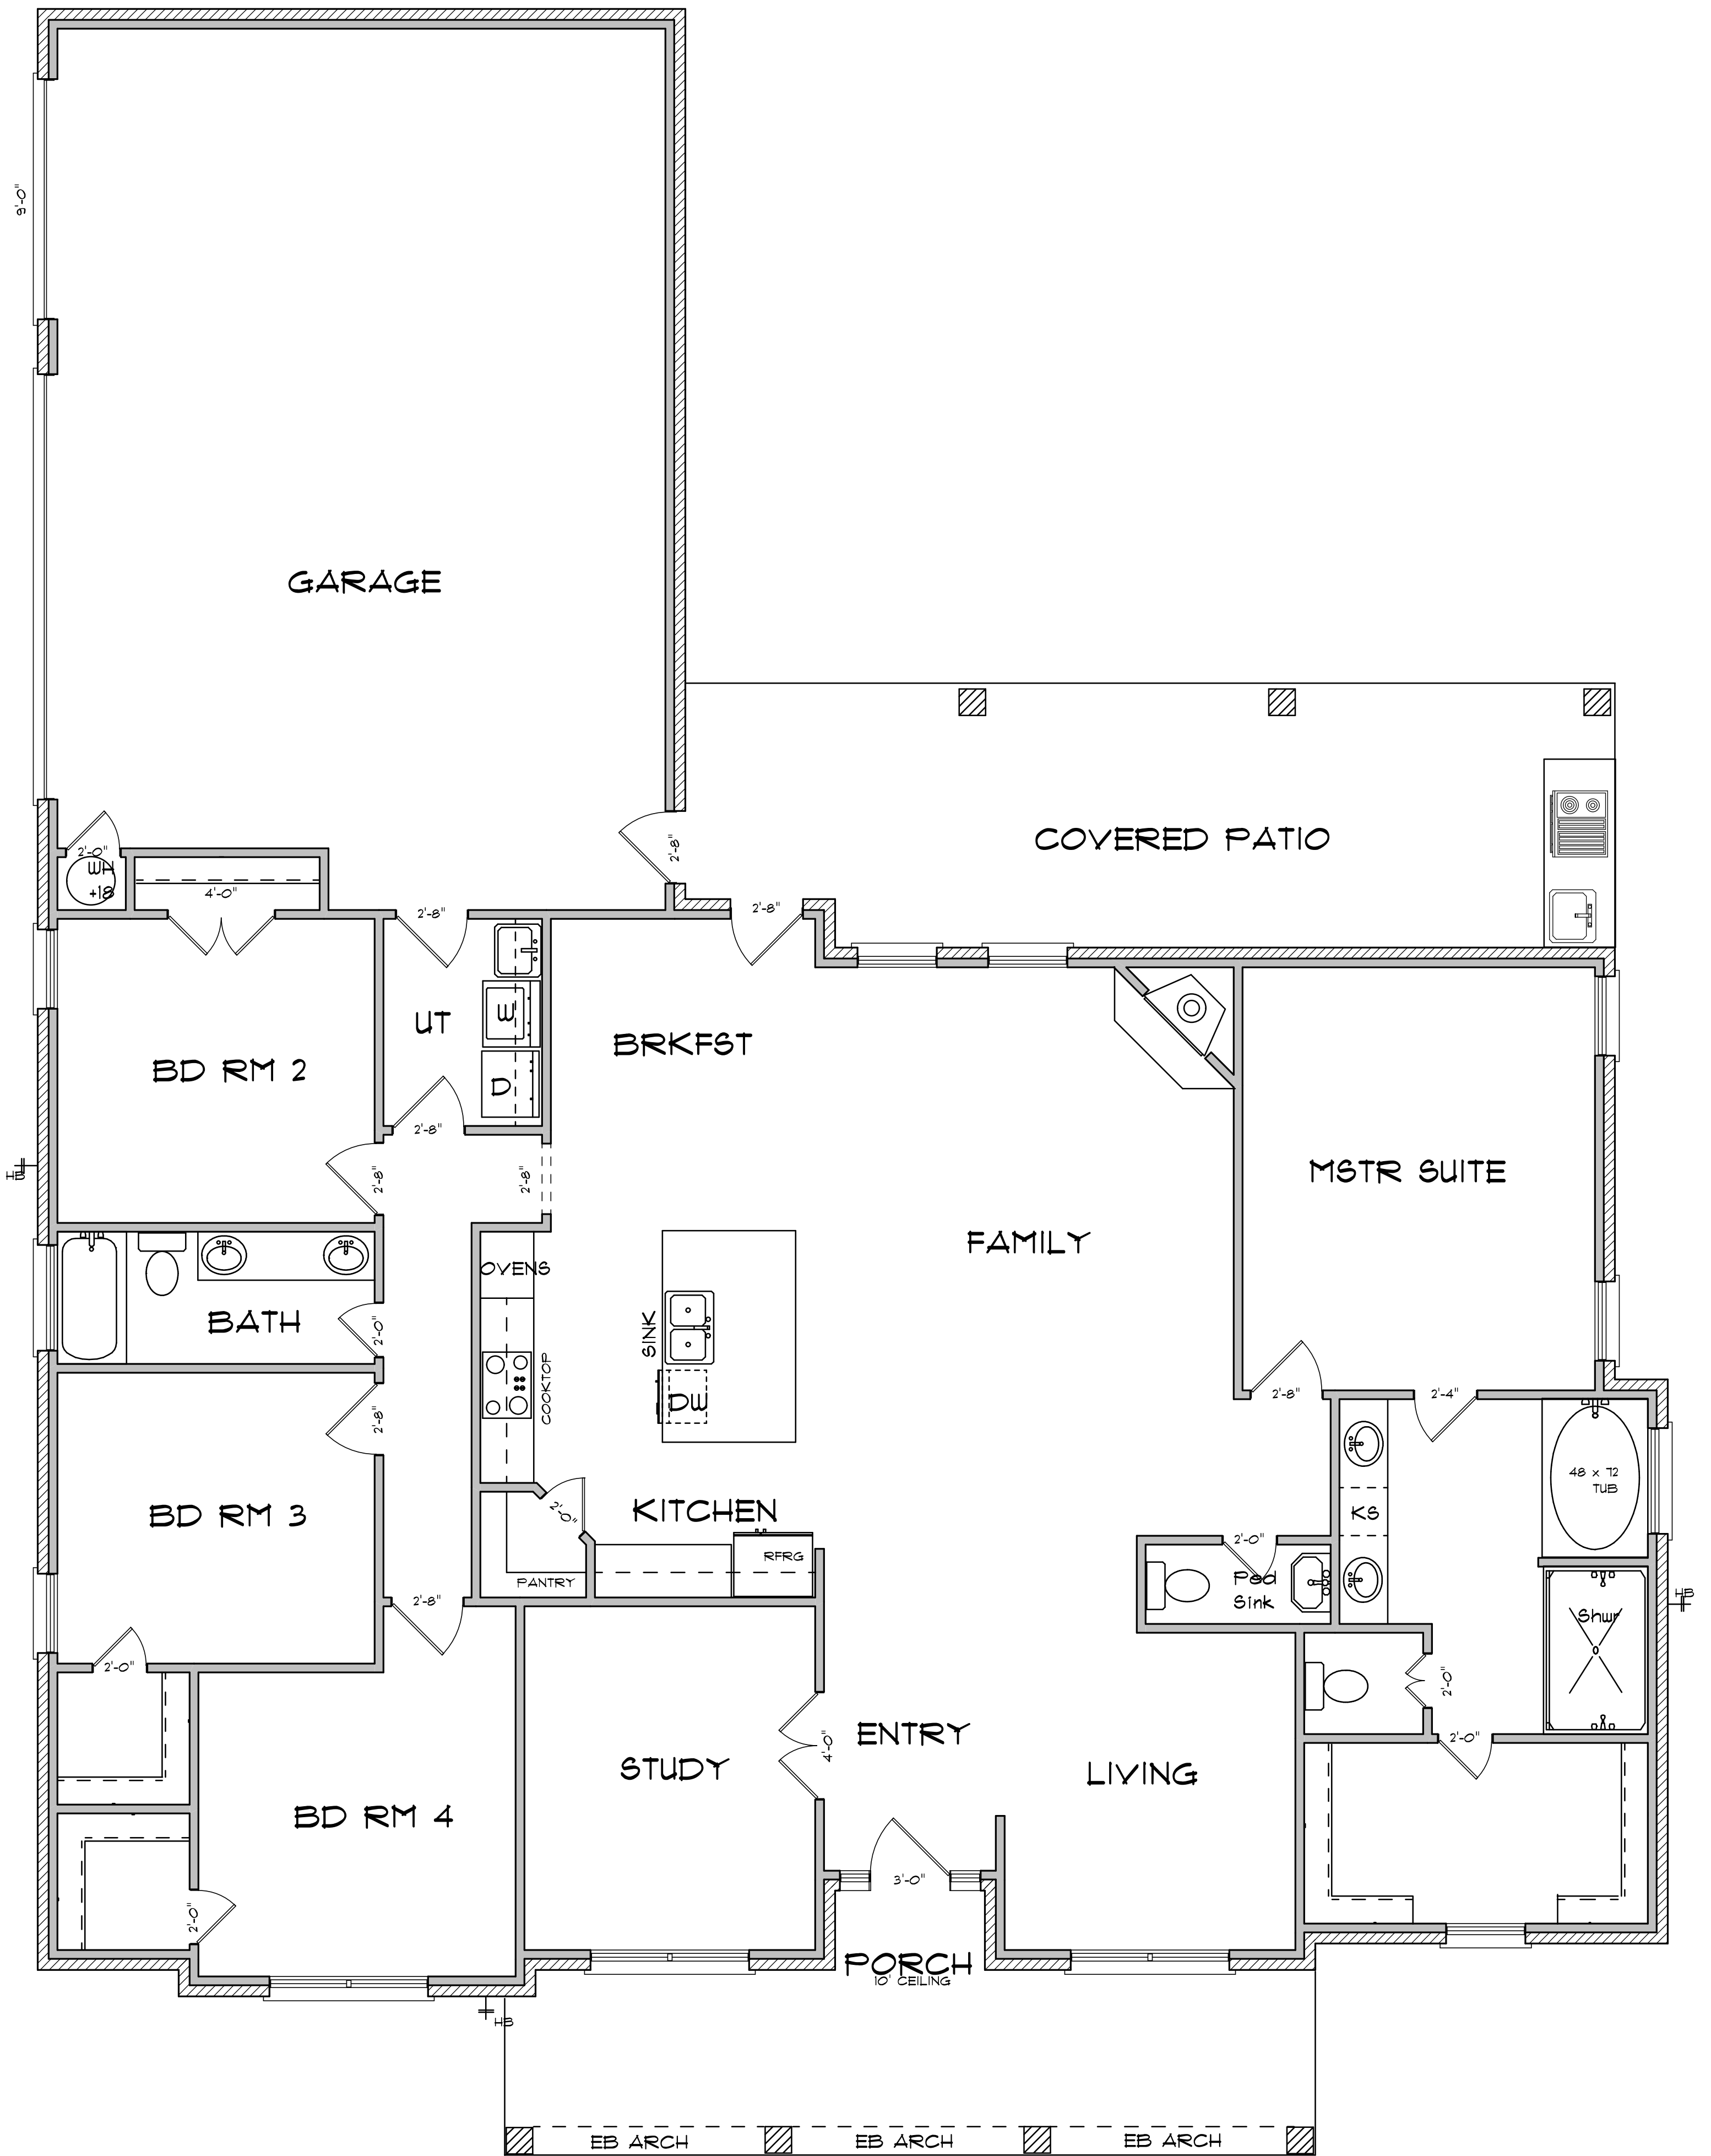 9'-0"
GARAGE
COVERED PATIO
2'-8"
2'-0"
WH
+18
4'-0"
2'-8"
2'-8"
UT
W
D
BRKFST
BD RM 2
2'-8"
2'-8"
2'-8"
HB
MSTR SUITE
FAMILY
OVENS
SINK
BATH
2'-0"
COOKTOP
DW
2'-8"
2'-8"
2'-4"
48 x 72
TUB
KS
BD RM 3
2'-0"
KITCHEN
RFRG
PANTRY
2'-0"
Ped
Sink
2'-8"
HB
Shwr
2'-0"
2'-0"
2'-0"
ENTRY
4'-0"
STUDY
LIVING
BD RM 4
2'-0"
3'-0"
PORCH
10' CEILING
HB
EB ARCH
EB ARCH
EB ARCH